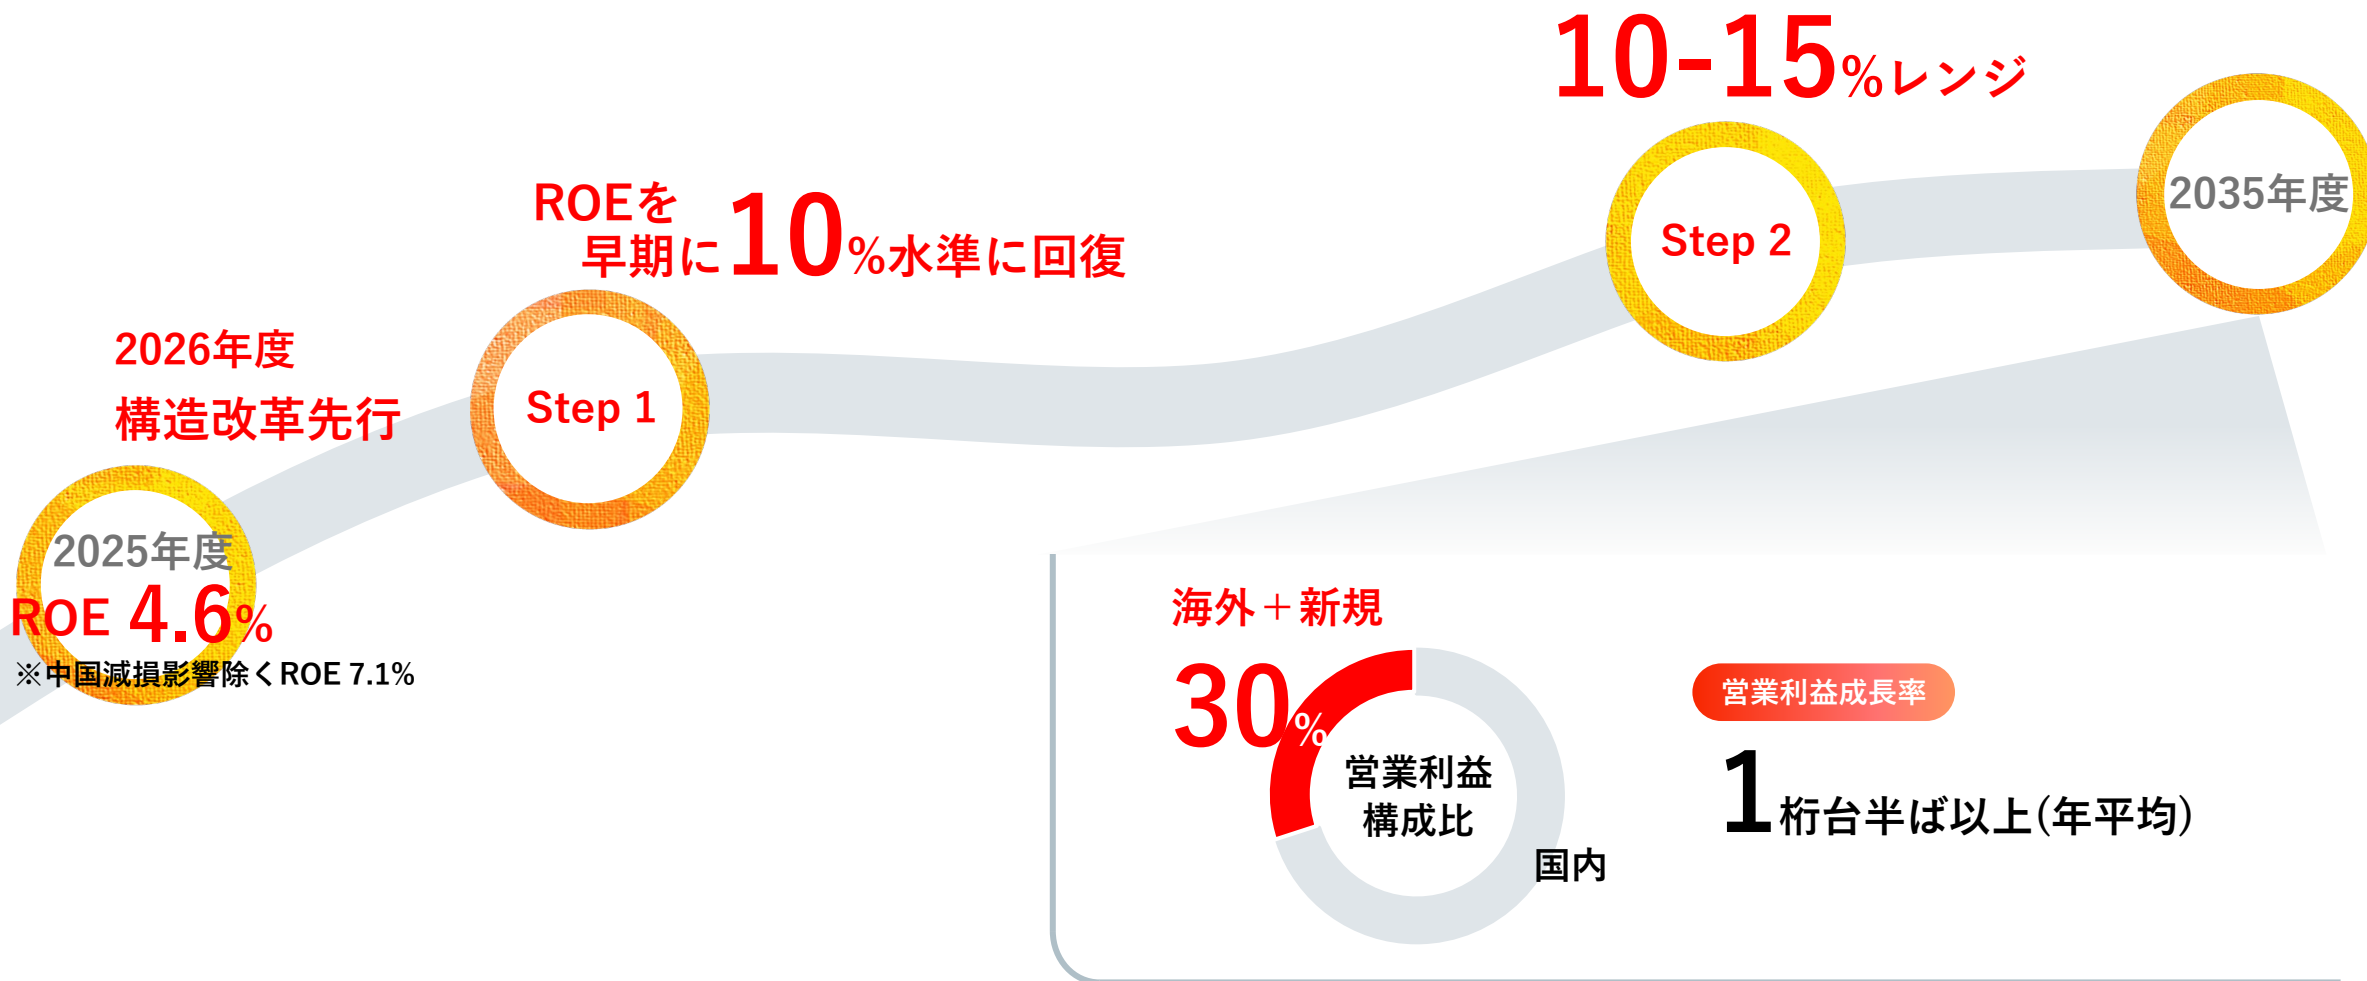 10-15%レンジ
2035年度
Step 2
ROEを
早期に10%水準に回復
2026年度
構造改革先行
Step 1
2025年度
ROE 4.6%
※中国減損影響除くROE 7.1%
海外＋新規
30%
営業利益
構成比
国内
営業利益成長率
1桁台半ば以上(年平均)